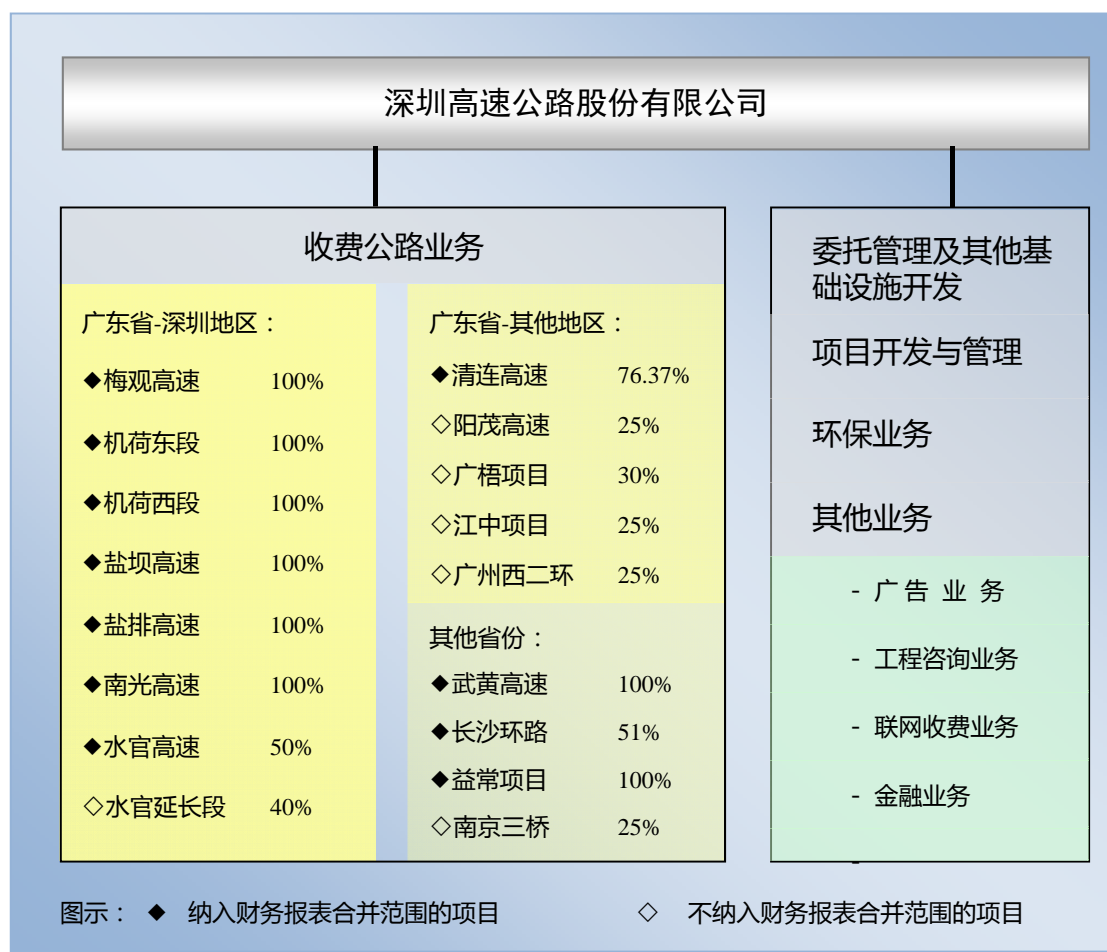 深圳高速公路股份有限公司
收费公路业务
广东省-深圳地区：
◆梅观高速 100%
◆机荷东段 100%
◆机荷西段 100%
◆盐坝高速 100%
◆盐排高速 100%
◆南光高速 100%
◆水官高速 50%
◇水官延长段 40%
广东省-其他地区：
◆清连高速 76.37%
◇阳茂高速 25%
◇广梧项目 30%
◇江中项目 25%
◇广州西二环 25%
其他省份：
◆武黄高速 100%
◆长沙环路 51%
◆益常项目 100%
◇南京三桥 25%
委托管理及其他基
础设施开发
项目开发与管理
环保业务
其他业务
- 广 告 业 务
- 工程咨询业务
- 联网收费业务
- 金融业务
-
图示： ◆ 纳入财务报表合并范围的项目 ◇ 不纳入财务报表合并范围的项目